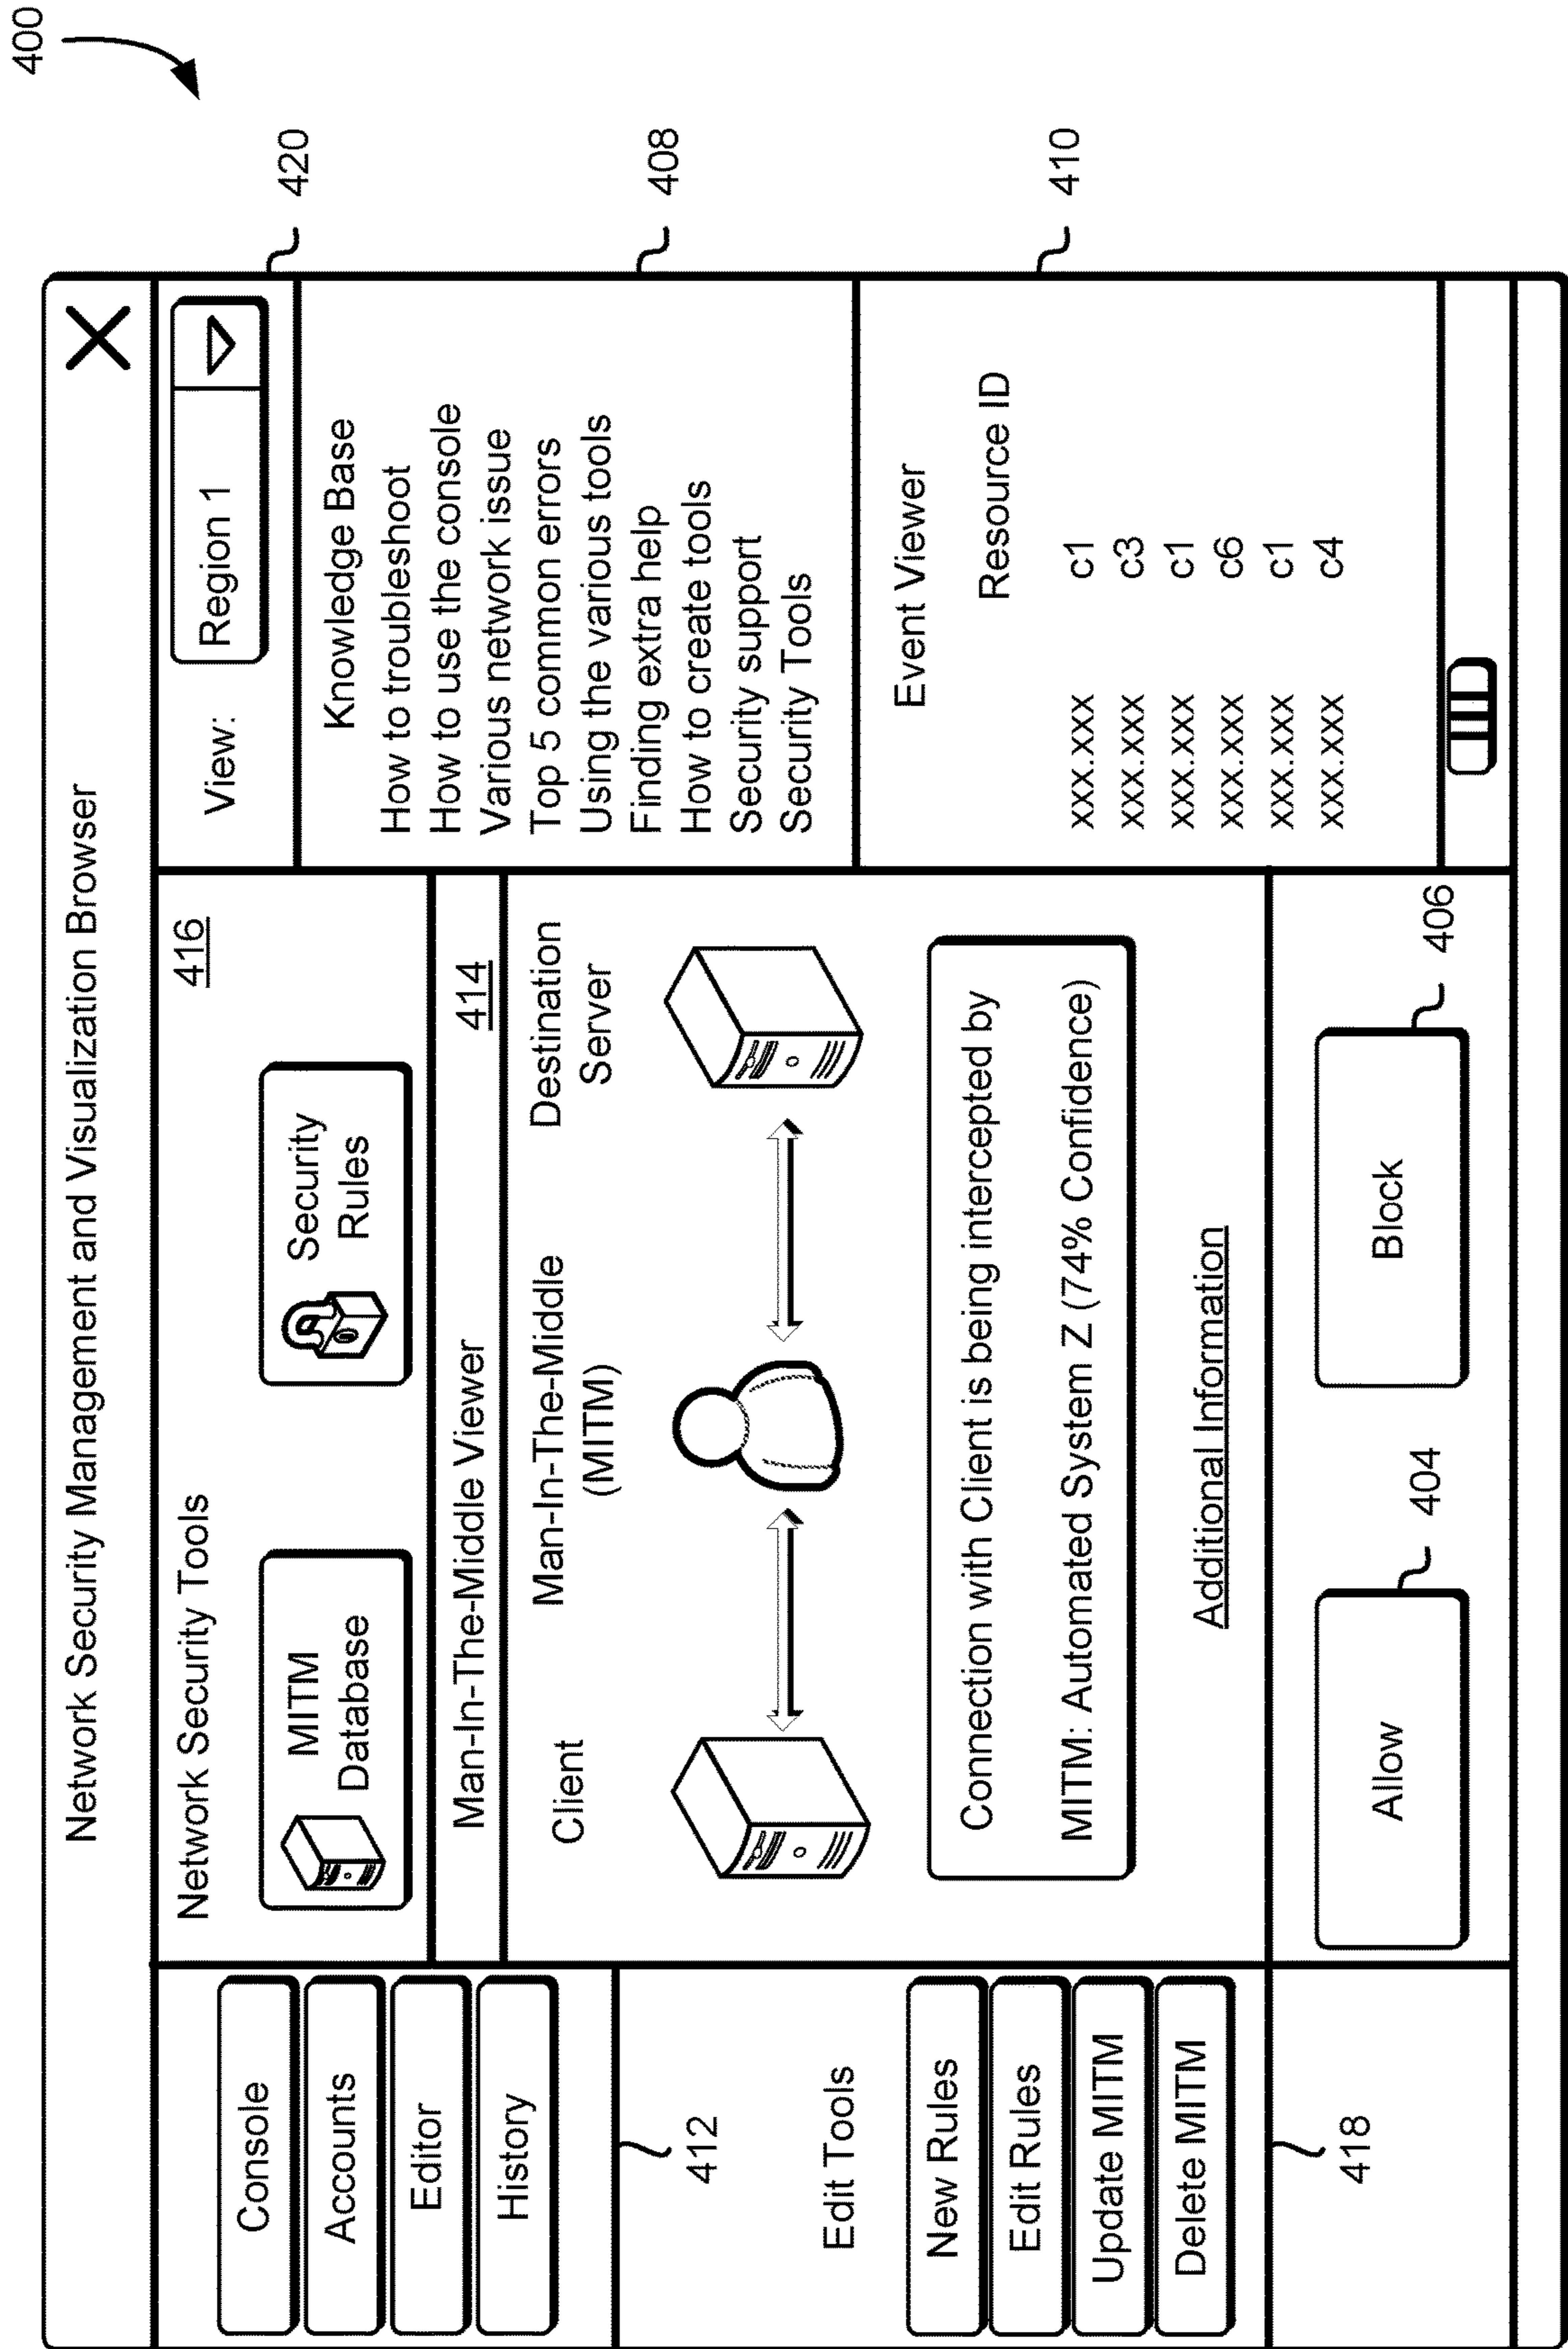 400
Network Security Management and Visualization Browser
Console
Accounts
Editor
History
412
Edit Tools
New Rules
Edit Rules
Update MITM
Delete MITM
418
Network Security Tools
416
MITM
Database
Security
Rules
Man-In-The-Middle Viewer
414
Client
Man-In-The-Middle
(MITM)
Destination
Server
Connection with Client is being intercepted by
MITM: Automated System Z (74% Confidence)
Additional Information
Allow
404
Block
406
View:
Region 1
420
Knowledge Base
How to troubleshoot
How to use the console
Various network issue
Top 5 common errors
Using the various tools
Finding extra help
How to create tools
Security support
Security Tools
408
Event Viewer
Resource ID
xxx.xxx c1
xxx.xxx c3
xxx.xxx c1
xxx.xxx c6
xxx.xxx c1
xxx.xxx c4
410